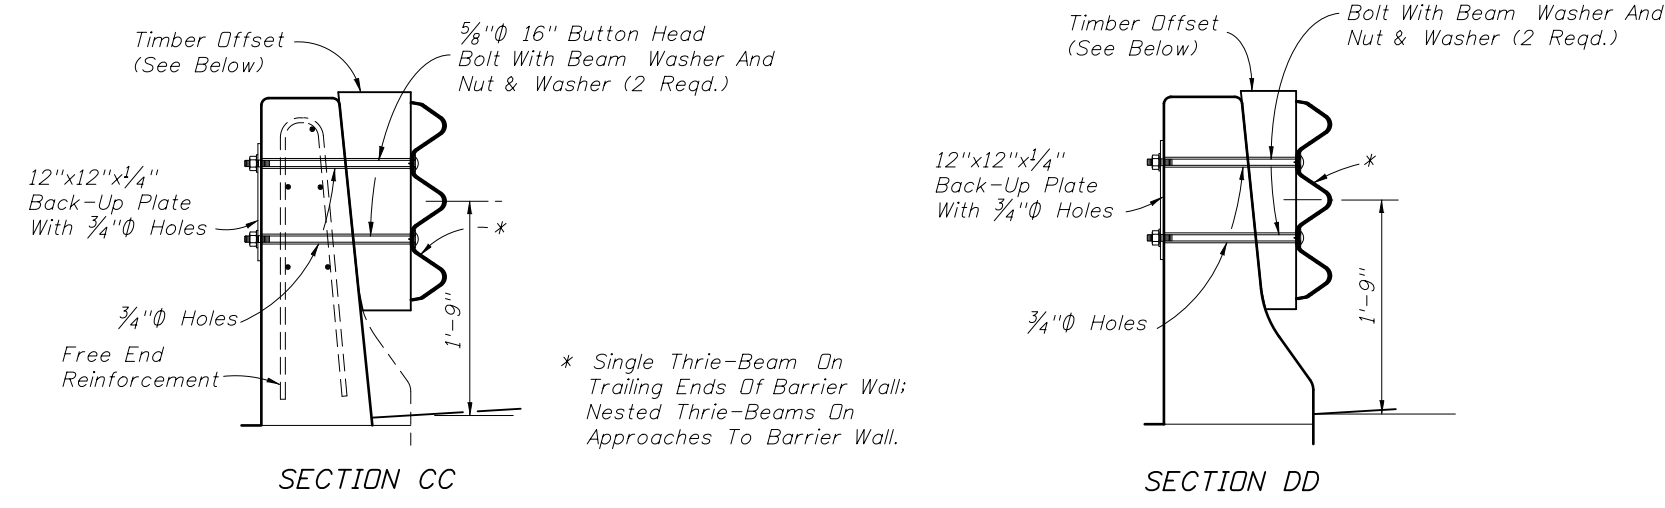 Timber Offset
(See Below)
5/8"Φ 16" Button Head
Bolt With Beam Washer And
Nut & Washer (2 Reqd.)
12"x12"x1/4"
Back-Up Plate
With 3/4"Φ Holes
3/4"Φ Holes
Free End
Reinforcement
1'-9"
- *
* Single Thrie-Beam On
Trailing Ends Of Barrier Wall;
Nested Thrie-Beams On
Approaches To Barrier Wall.
SECTION CC
Timber Offset
(See Below)
Bolt With Beam Washer And
Nut & Washer (2 Reqd.)
12"x12"x1/4"
Back-Up Plate
With 3/4"Φ Holes
*
3/4"Φ Holes
1'-9"
SECTION DD